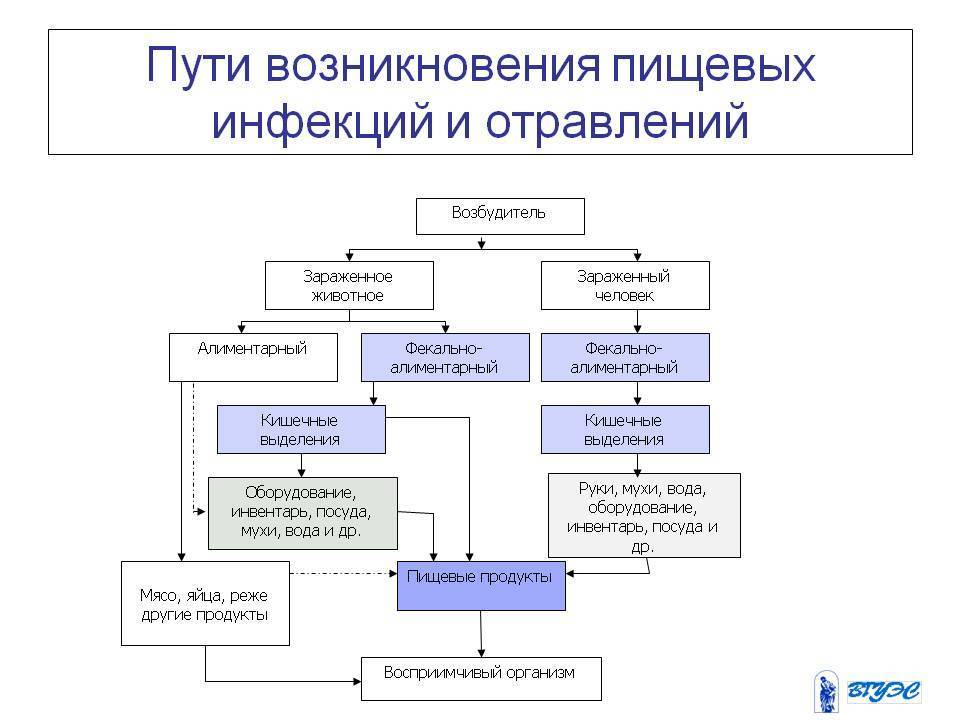 Пути возникновения пищевых
инфекций и отравлений
Возбудитель
Зараженное
животное
Зараженный
человек
Алиментарный
Фекально-
алиментарный
Фекально-
алиментарный
Кишечные
выделения
Кишечные
выделения
Оборудование,
инвентарь, посуда,
мухи, вода и др.
Руки, мухи, вода,
оборудование,
инвентарь, посуда и
др.
Мясо, яйца, реже
другие продукты
Пищевые продукты
Восприимчивый организм
ВГУЭС